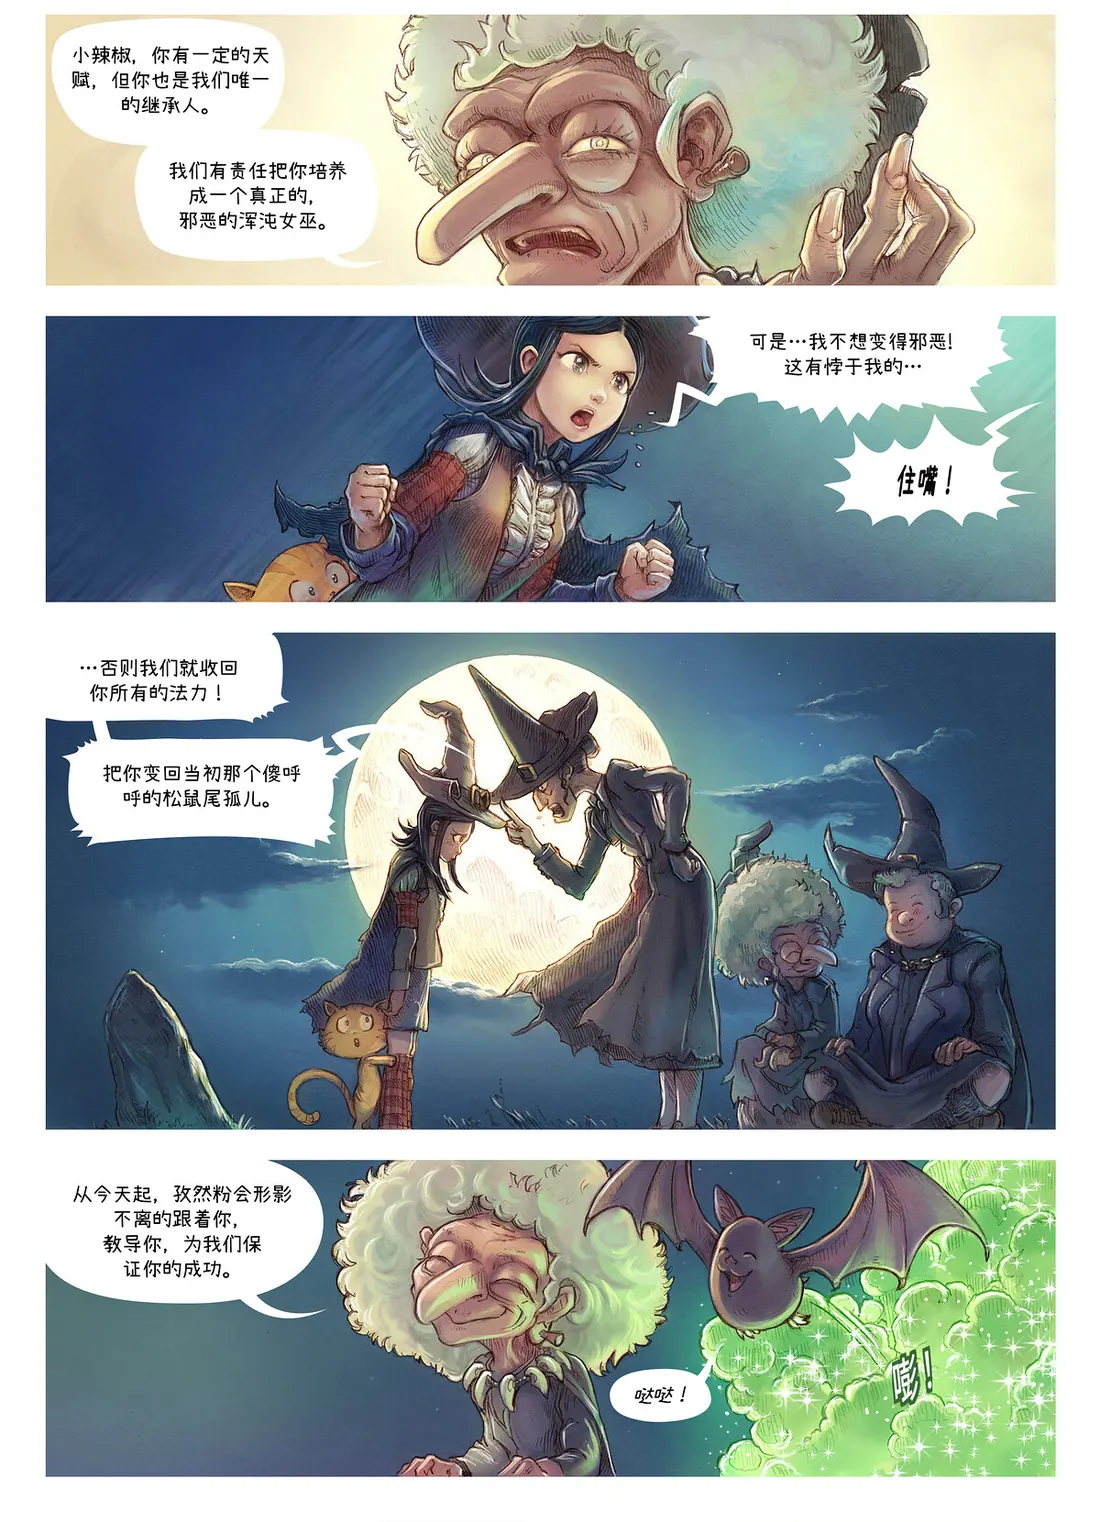 小辣椒，你有一定的天
赋，但你也是我们唯一
的继承人。
我们有责任把你培养
成一个真正的，
邪恶的浑沌女巫。
可是…我不想变得邪恶!
这有悖于我的…
住嘴！
…否则我们就收回
你所有的法力！
把你变回当初那个傻呼
呼的松鼠尾孤儿。
从今天起，孜然粉会形影
不离的跟着你，
教导你，为我们保
证你的成功。
嘭！
哒哒！